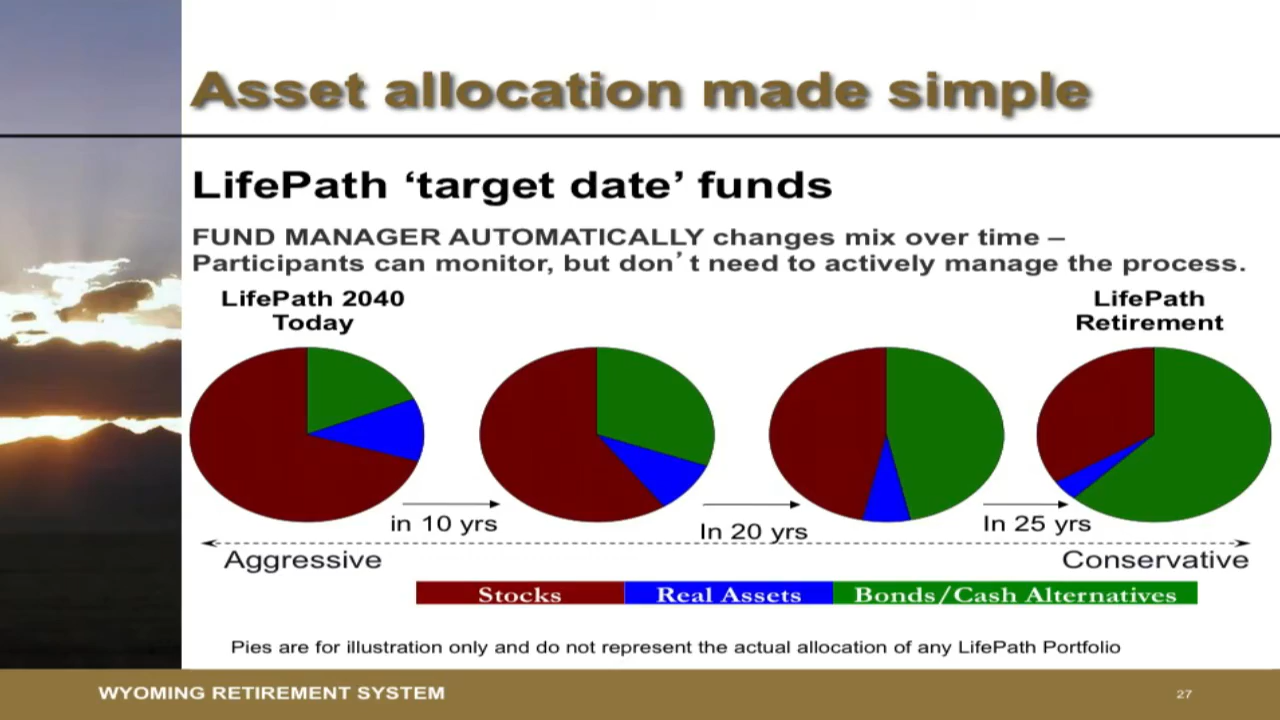 Asset allocation made simple
LifePath ‘target date’ funds
FUND MANAGER AUTOMATICALLY changes mix over time –
Participants can monitor, but don’t need to actively manage the process.
LifePath 2040
Today
LifePath
Retirement
in 10 yrs
In 20 yrs
In 25 yrs
Aggressive
Conservative
Stocks
Real Assets
Bonds/Cash Alternatives
Pies are for illustration only and do not represent the actual allocation of any LifePath Portfolio
WYOMING RETIREMENT SYSTEM
27